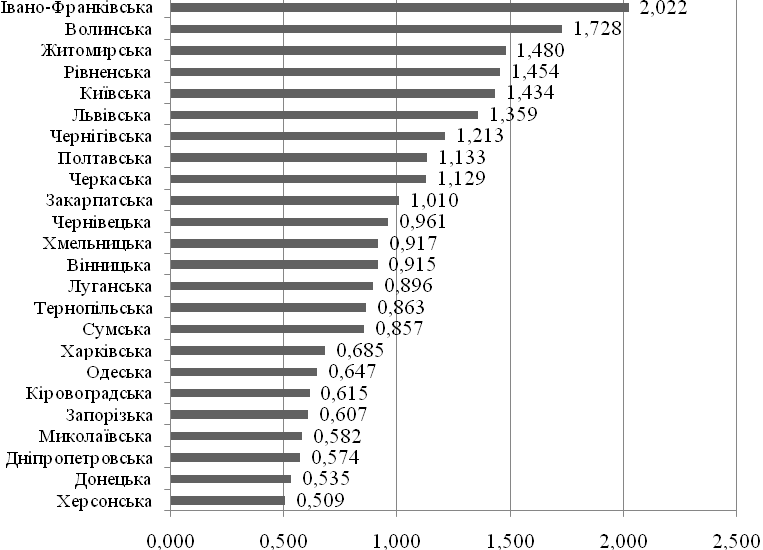 Івано-Франківська 2,022
Волинська 1,728
Житомирська 1,480
Рівненська 1,454
Київська 1,434
Львівська 1,359
Чернігівська 1,213
Полтавська 1,133
Черкаська 1,129
Закарпатська 1,010
Чернівецька 0,961
Хмельницька 0,917
Вінницька 0,915
Луганська 0,896
Тернопільська 0,863
Сумська 0,857
Харківська 0,685
Одеська 0,647
Кіровоградська 0,615
Запорізька 0,607
Миколаївська 0,582
Дніпропетровська 0,574
Донецька 0,535
Херсонська 0,509
0,000 0,500 1,000 1,500 2,000 2,500